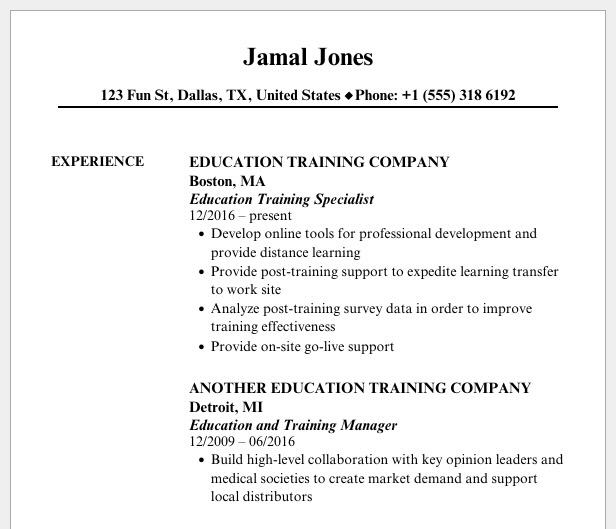 Jamal Jones
123 Fun St, Dallas, TX, United States ◆ Phone: +1 (555) 318 6192
EXPERIENCE
EDUCATION TRAINING COMPANY
Boston, MA
Education Training Specialist
12/2016 – present
• Develop online tools for professional development and
provide distance learning
• Provide post-training support to expedite learning transfer
to work site
• Analyze post-training survey data in order to improve
training effectiveness
• Provide on-site go-live support
ANOTHER EDUCATION TRAINING COMPANY
Detroit, MI
Education and Training Manager
12/2009 – 06/2016
• Build high-level collaboration with key opinion leaders and
medical societies to create market demand and support
local distributors